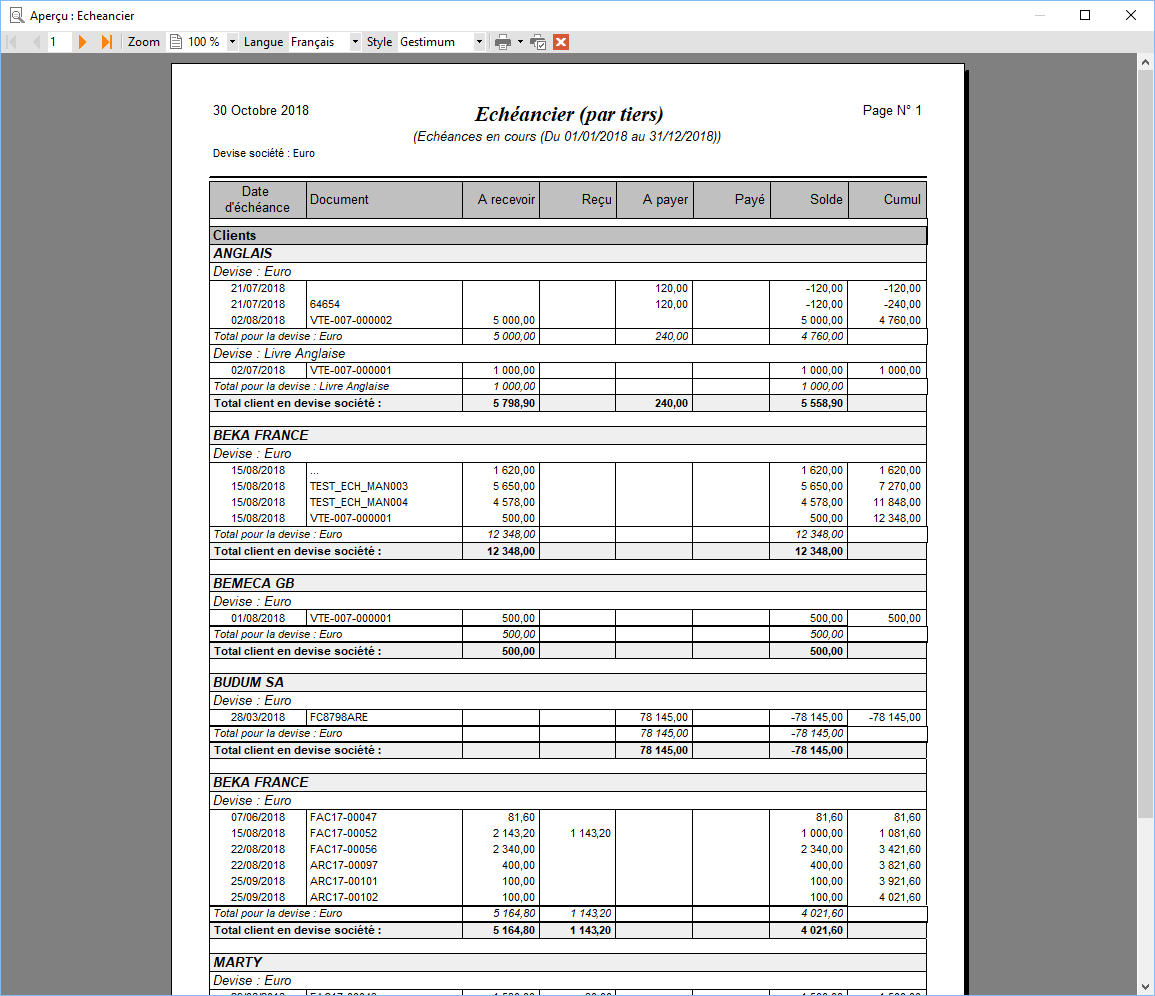 Aperçu : Echeancier
1 Zoom 100 % Langue Français Style Gestimum
30 Octobre 2018 Echéancier (par tiers) Page N° 1
(Echéances en cours (Du 01/01/2018 au 31/12/2018))
Devise société : Euro
Date d'échéance Document A recevoir Reçu A payer Payé Solde Cumul
Clients
ANGLAIS
Devise : Euro
21/07/2018 120,00 -120,00 -120,00
21/07/2018 64654 120,00 -120,00 -240,00
02/08/2018 VTE-007-000002 5 000,00 5 000,00 4 760,00
Total pour la devise : Euro 5 000,00 240,00 4 760,00
Devise : Livre Anglaise
02/07/2018 VTE-007-000001 1 000,00 1 000,00 1 000,00
Total pour la devise : Livre Anglaise 1 000,00 1 000,00
Total client en devise société : 5 798,90 240,00 5 558,90
BEKA FRANCE
Devise : Euro
15/08/2018 ... 1 620,00 1 620,00 1 620,00
15/08/2018 TEST_ECH_MAN003 5 650,00 5 650,00 7 270,00
15/08/2018 TEST_ECH_MAN004 4 578,00 4 578,00 11 848,00
15/08/2018 VTE-007-000001 500,00 500,00 12 348,00
Total pour la devise : Euro 12 348,00 12 348,00
Total client en devise société : 12 348,00 12 348,00
BEMECA GB
Devise : Euro
01/08/2018 VTE-007-000001 500,00 500,00 500,00
Total pour la devise : Euro 500,00 500,00
Total client en devise société : 500,00 500,00
BUDUM SA
Devise : Euro
28/03/2018 FC8798ARE 78 145,00 -78 145,00 -78 145,00
Total pour la devise : Euro 78 145,00 -78 145,00
Total client en devise société : 78 145,00 -78 145,00
BEKA FRANCE
Devise : Euro
07/06/2018 FAC17-00047 81,60 81,60 81,60
15/08/2018 FAC17-00052 2 143,20 1 143,20 1 000,00 1 081,60
22/08/2018 FAC17-00056 2 340,00 2 340,00 3 421,60
22/08/2018 ARC17-00097 400,00 400,00 3 821,60
25/09/2018 ARC17-00101 100,00 100,00 3 921,60
25/09/2018 ARC17-00102 100,00 100,00 4 021,60
Total pour la devise : Euro 5 164,80 1 143,20 4 021,60
Total client en devise société : 5 164,80 1 143,20 4 021,60
MARTY
Devise : Euro